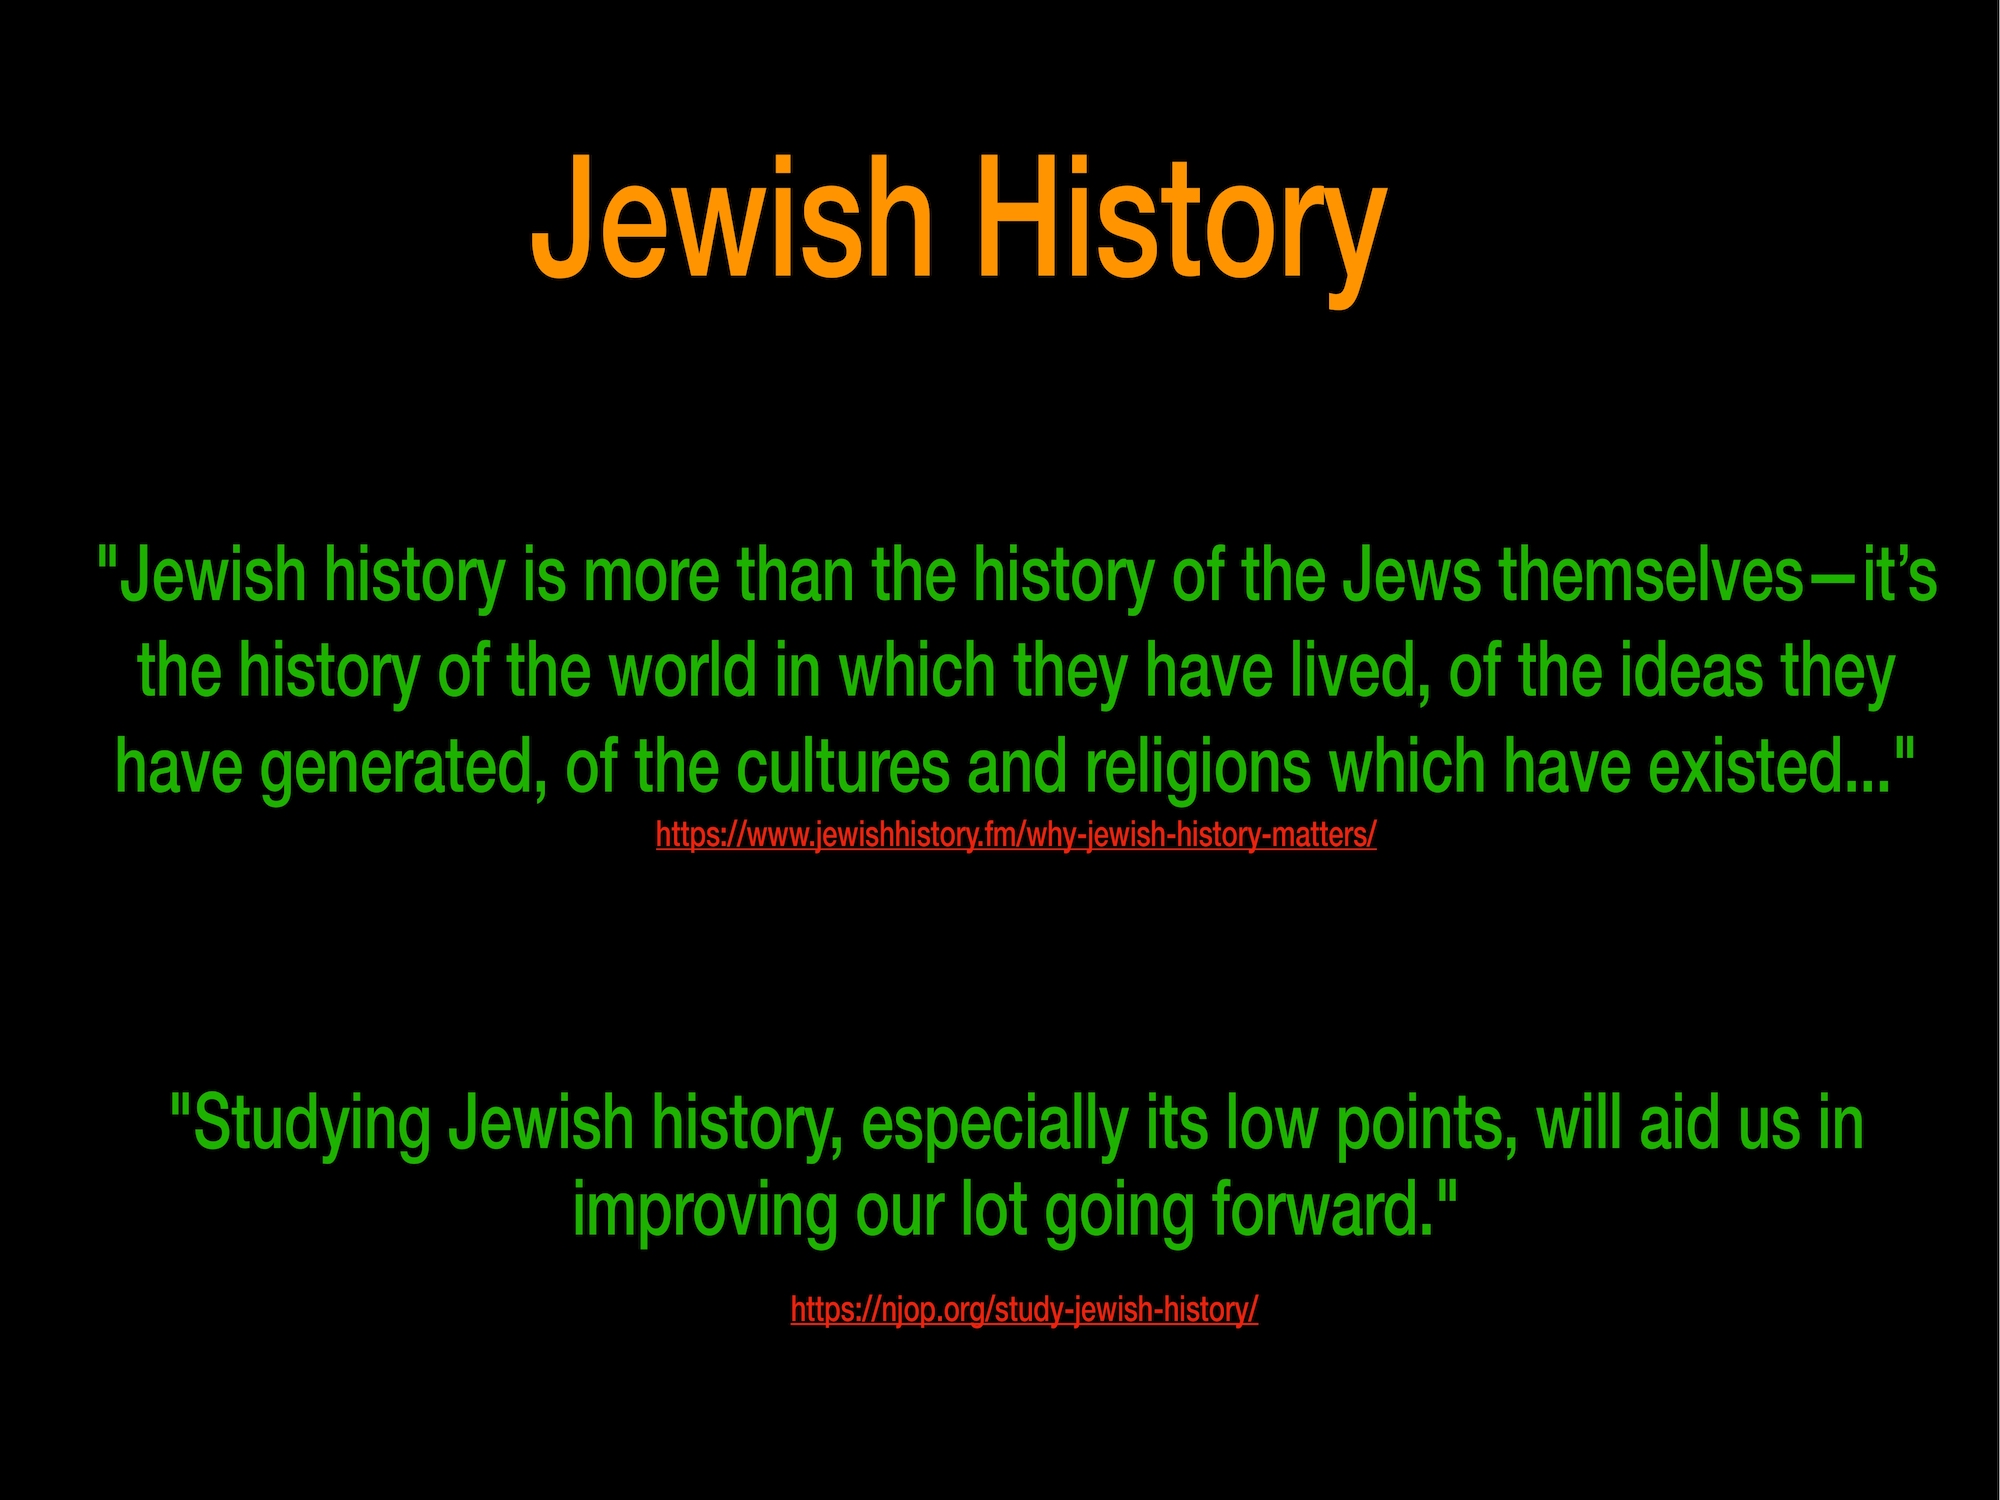 Jewish History
"Jewish history is more than the history of the Jews themselves—it’s
the history of the world in which they have lived, of the ideas they
have generated, of the cultures and religions which have existed..."
https://www.jewishhistory.fm/why-jewish-history-matters/
"Studying Jewish history, especially its low points, will aid us in
improving our lot going forward."
https://njop.org/study-jewish-history/